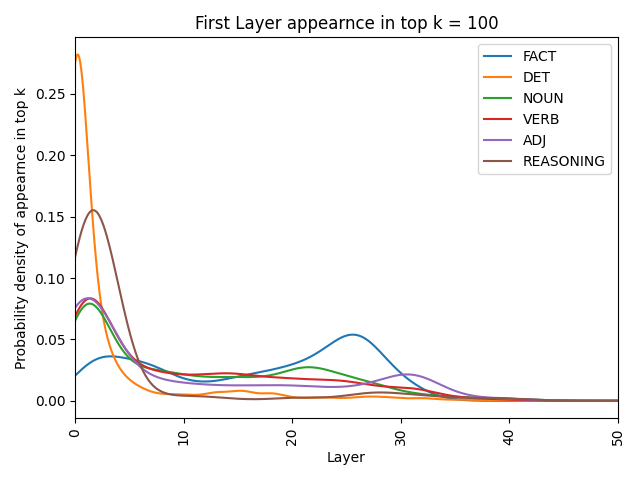 First Layer appearnce in top k = 100
Probability density of appearnce in top k
0.25
0.20
0.15
0.10
0.05
0.00
FACT
DET
NOUN
VERB
ADJ
REASONING
0
10
20
30
40
50
Layer